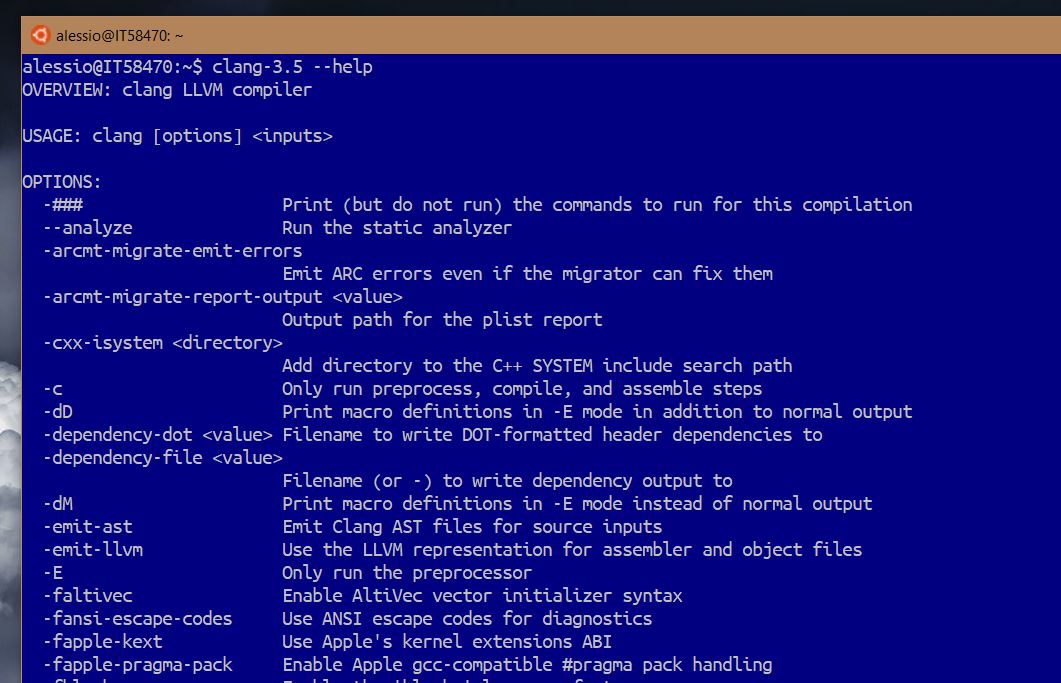 alessio@IT58470: ~
alessio@IT58470:~$ clang-3.5 --help
OVERVIEW: clang LLVM compiler
USAGE: clang [options] <inputs>
OPTIONS:
-### Print (but do not run) the commands to run for this compilation
--analyze Run the static analyzer
-arcmt-migrate-emit-errors
Emit ARC errors even if the migrator can fix them
-arcmt-migrate-report-output <value>
Output path for the plist report
-cxx-isystem <directory>
Add directory to the C++ SYSTEM include search path
-c Only run preprocess, compile, and assemble steps
-dD Print macro definitions in -E mode in addition to normal output
-dependency-dot <value> Filename to write DOT-formatted header dependencies to
-dependency-file <value>
Filename (or -) to write dependency output to
-dM Print macro definitions in -E mode instead of normal output
-emit-ast Emit Clang AST files for source inputs
-emit-llvm Use the LLVM representation for assembler and object files
-E Only run the preprocessor
-faltivec Enable AltiVec vector initializer syntax
-fansi-escape-codes Use ANSI escape codes for diagnostics
-fapple-kext Use Apple's kernel extensions ABI
-fapple-pragma-pack Enable Apple gcc-compatible #pragma pack handling